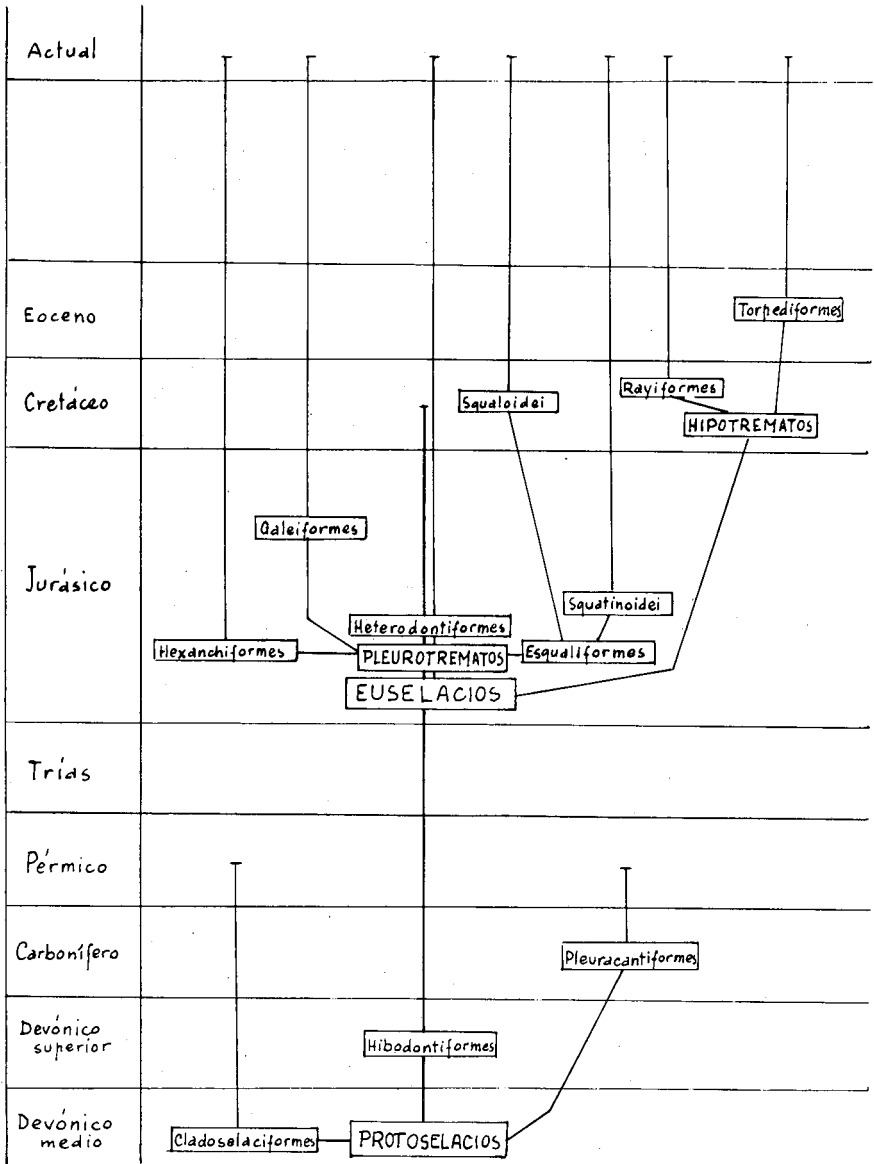 Actual
Eoceno
Torpediformes
Cretáceo
Squaloidei
Rayiformes
HIPOTREMATOS
Galeiformes
Jurásico
Squatinoidei
Heterodontiformes
Hexanchiformes
PLEUROTREMATOS
Esqualiformes
EUSELACIOS
Trías
Pérmico
Carbonífero
Pleuracantiformes
Devónico
superior
Hibodontiformes
Devónico
medio
Cladoselaciformes
PROTOSELACIOS